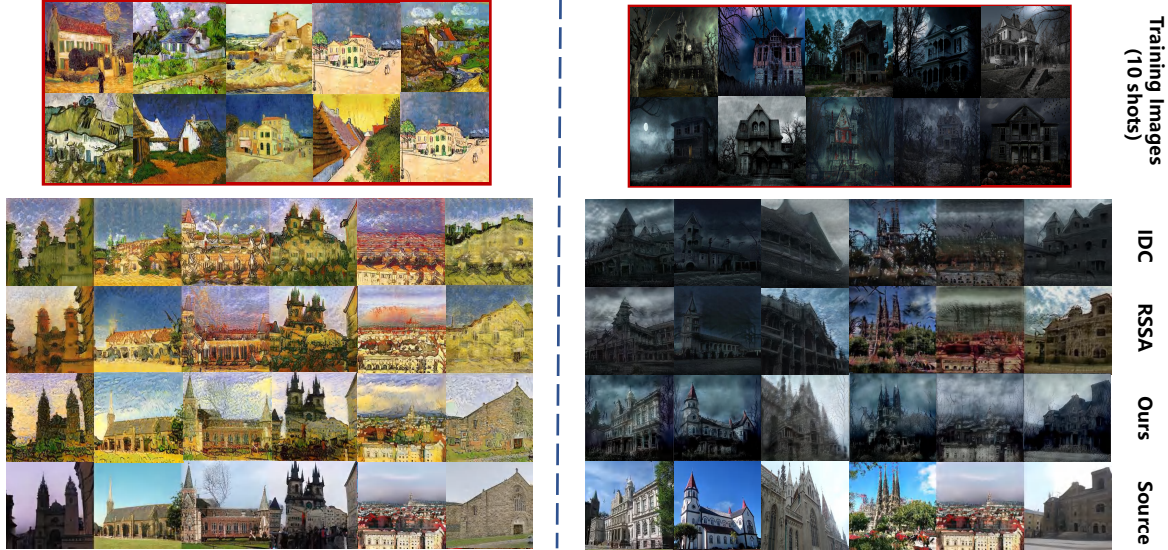 Training Images
(10 shots)
IDC
RSSA
Ours
Source